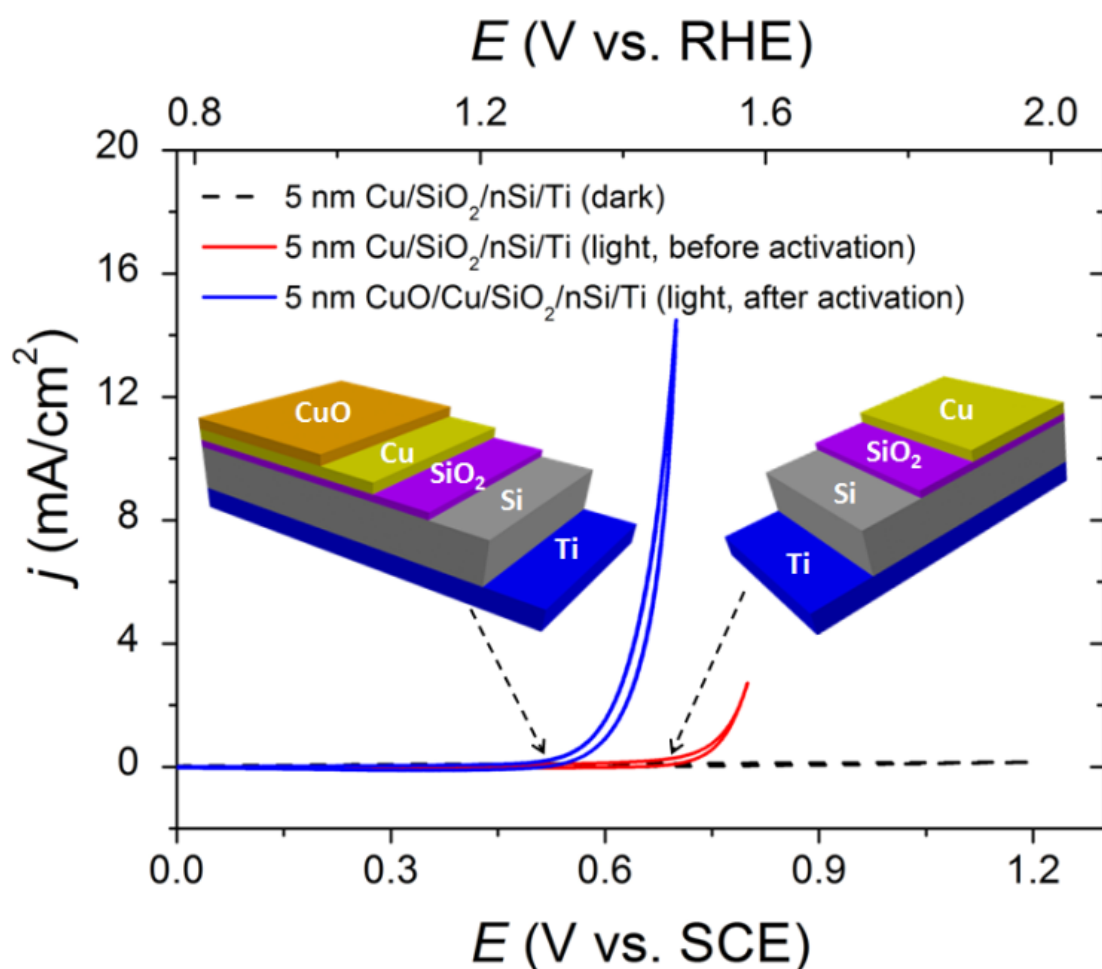 E (V vs. RHE)
0.8 1.2 1.6 2.0
20
16
12
8
4
0
j (mA/cm²)
5 nm Cu/SiO₂/nSi/Ti (dark)
5 nm Cu/SiO₂/nSi/Ti (light, before activation)
5 nm CuO/Cu/SiO₂/nSi/Ti (light, after activation)
CuO
Cu
SiO₂
Si
Ti
Cu
SiO₂
Si
Ti
0.0 0.3 0.6 0.9 1.2
E (V vs. SCE)